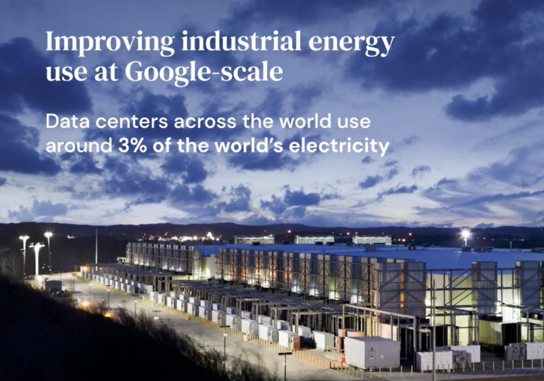 Improving industrial energy
use at Google-scale
Data centers across the world use
around 3% of the world's electricity